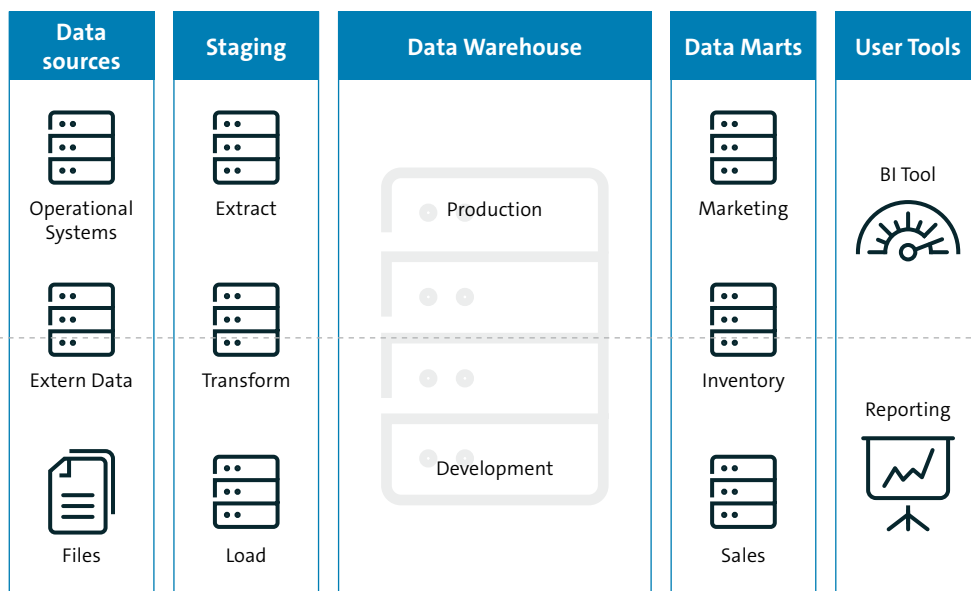 Data
sources
Staging
Data Warehouse
Data Marts
User Tools
Operational
Systems
Extern Data
Files
Extract
Transform
Load
Production
Development
Marketing
Inventory
Sales
BI Tool
Reporting